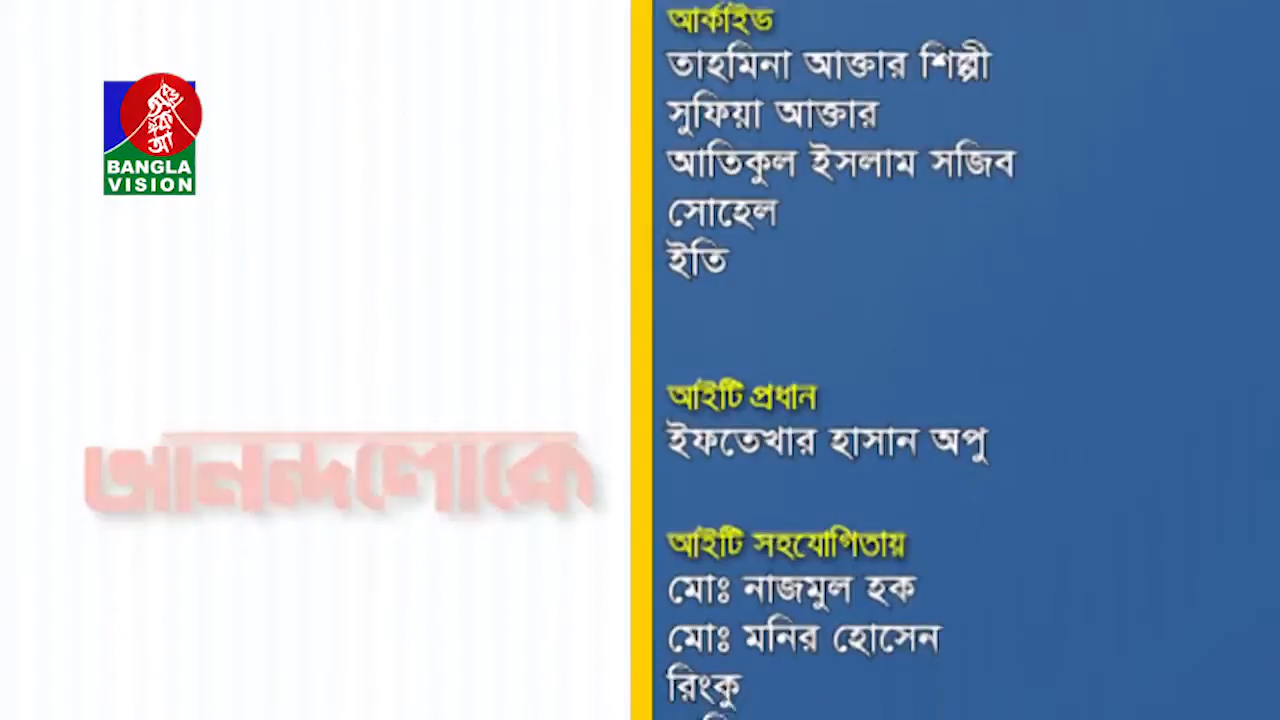 BANGLA
VISION
আনন্দলোকে
আর্কাইভ
তাহমিনা আক্তার শিল্পী
সুফিয়া আক্তার
আতিকুল ইসলাম সজিব
সোহেল
ইতি
আইটি প্রধান
ইফতেখার হাসান অপু
আইটি সহযোগিতায়
মোঃ নাজমুল হক
মোঃ মনির হোসেন
রিংকু